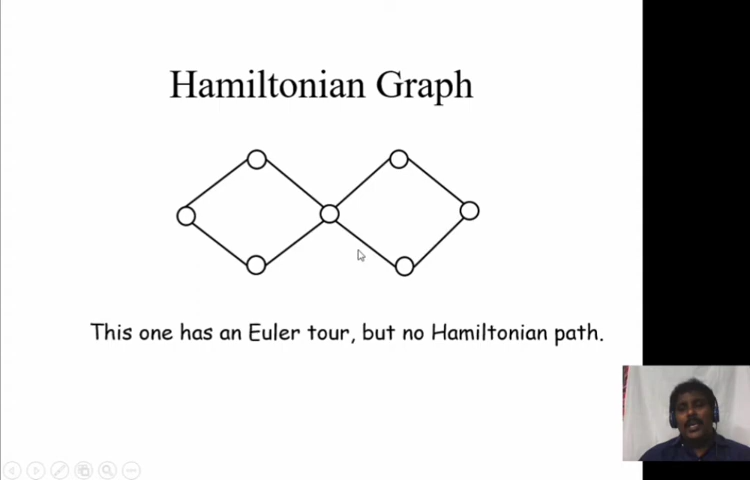 Hamiltonian Graph
This one has an Euler tour, but no Hamiltonian path.